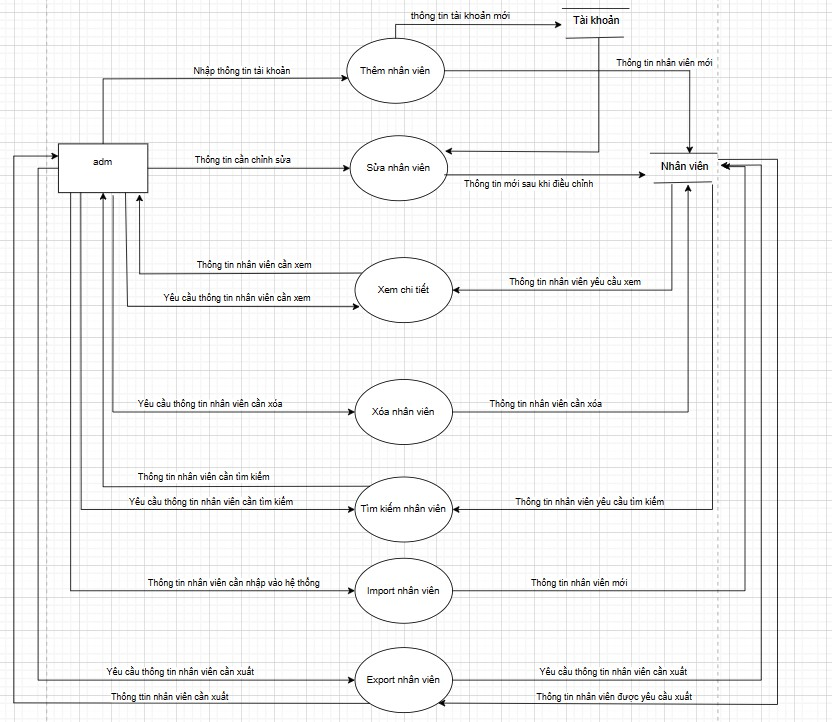 thông tin tài khoản mới
Tài khoản
Nhập thông tin tài khoản
Thêm nhân viên
Thông tin nhân viên mới
adm
Thông tin cần chỉnh sửa
Sửa nhân viên
Nhân viên
Thông tin mới sau khi điều chỉnh
Thông tin nhân viên cần xem
Xem chi tiết
Thông tin nhân viên yêu cầu xem
Yêu cầu thông tin nhân viên cần xem
Yêu cầu thông tin nhân viên cần xóa
Xóa nhân viên
Thông tin nhân viên cần xóa
Thông tin nhân viên cần tìm kiếm
Yêu cầu thông tin nhân viên cần tìm kiếm
Tìm kiếm nhân viên
Thông tin nhân viên yêu cầu tìm kiếm
Thông tin nhân viên cần nhập vào hệ thống
Import nhân viên
Thông tin nhân viên mới
Yêu cầu thông tin nhân viên cần xuất
Export nhân viên
Yêu cầu thông tin nhân viên cần xuất
Thông ttin nhân viên cần xuất
Thông tin nhân viên được yêu cầu xuất